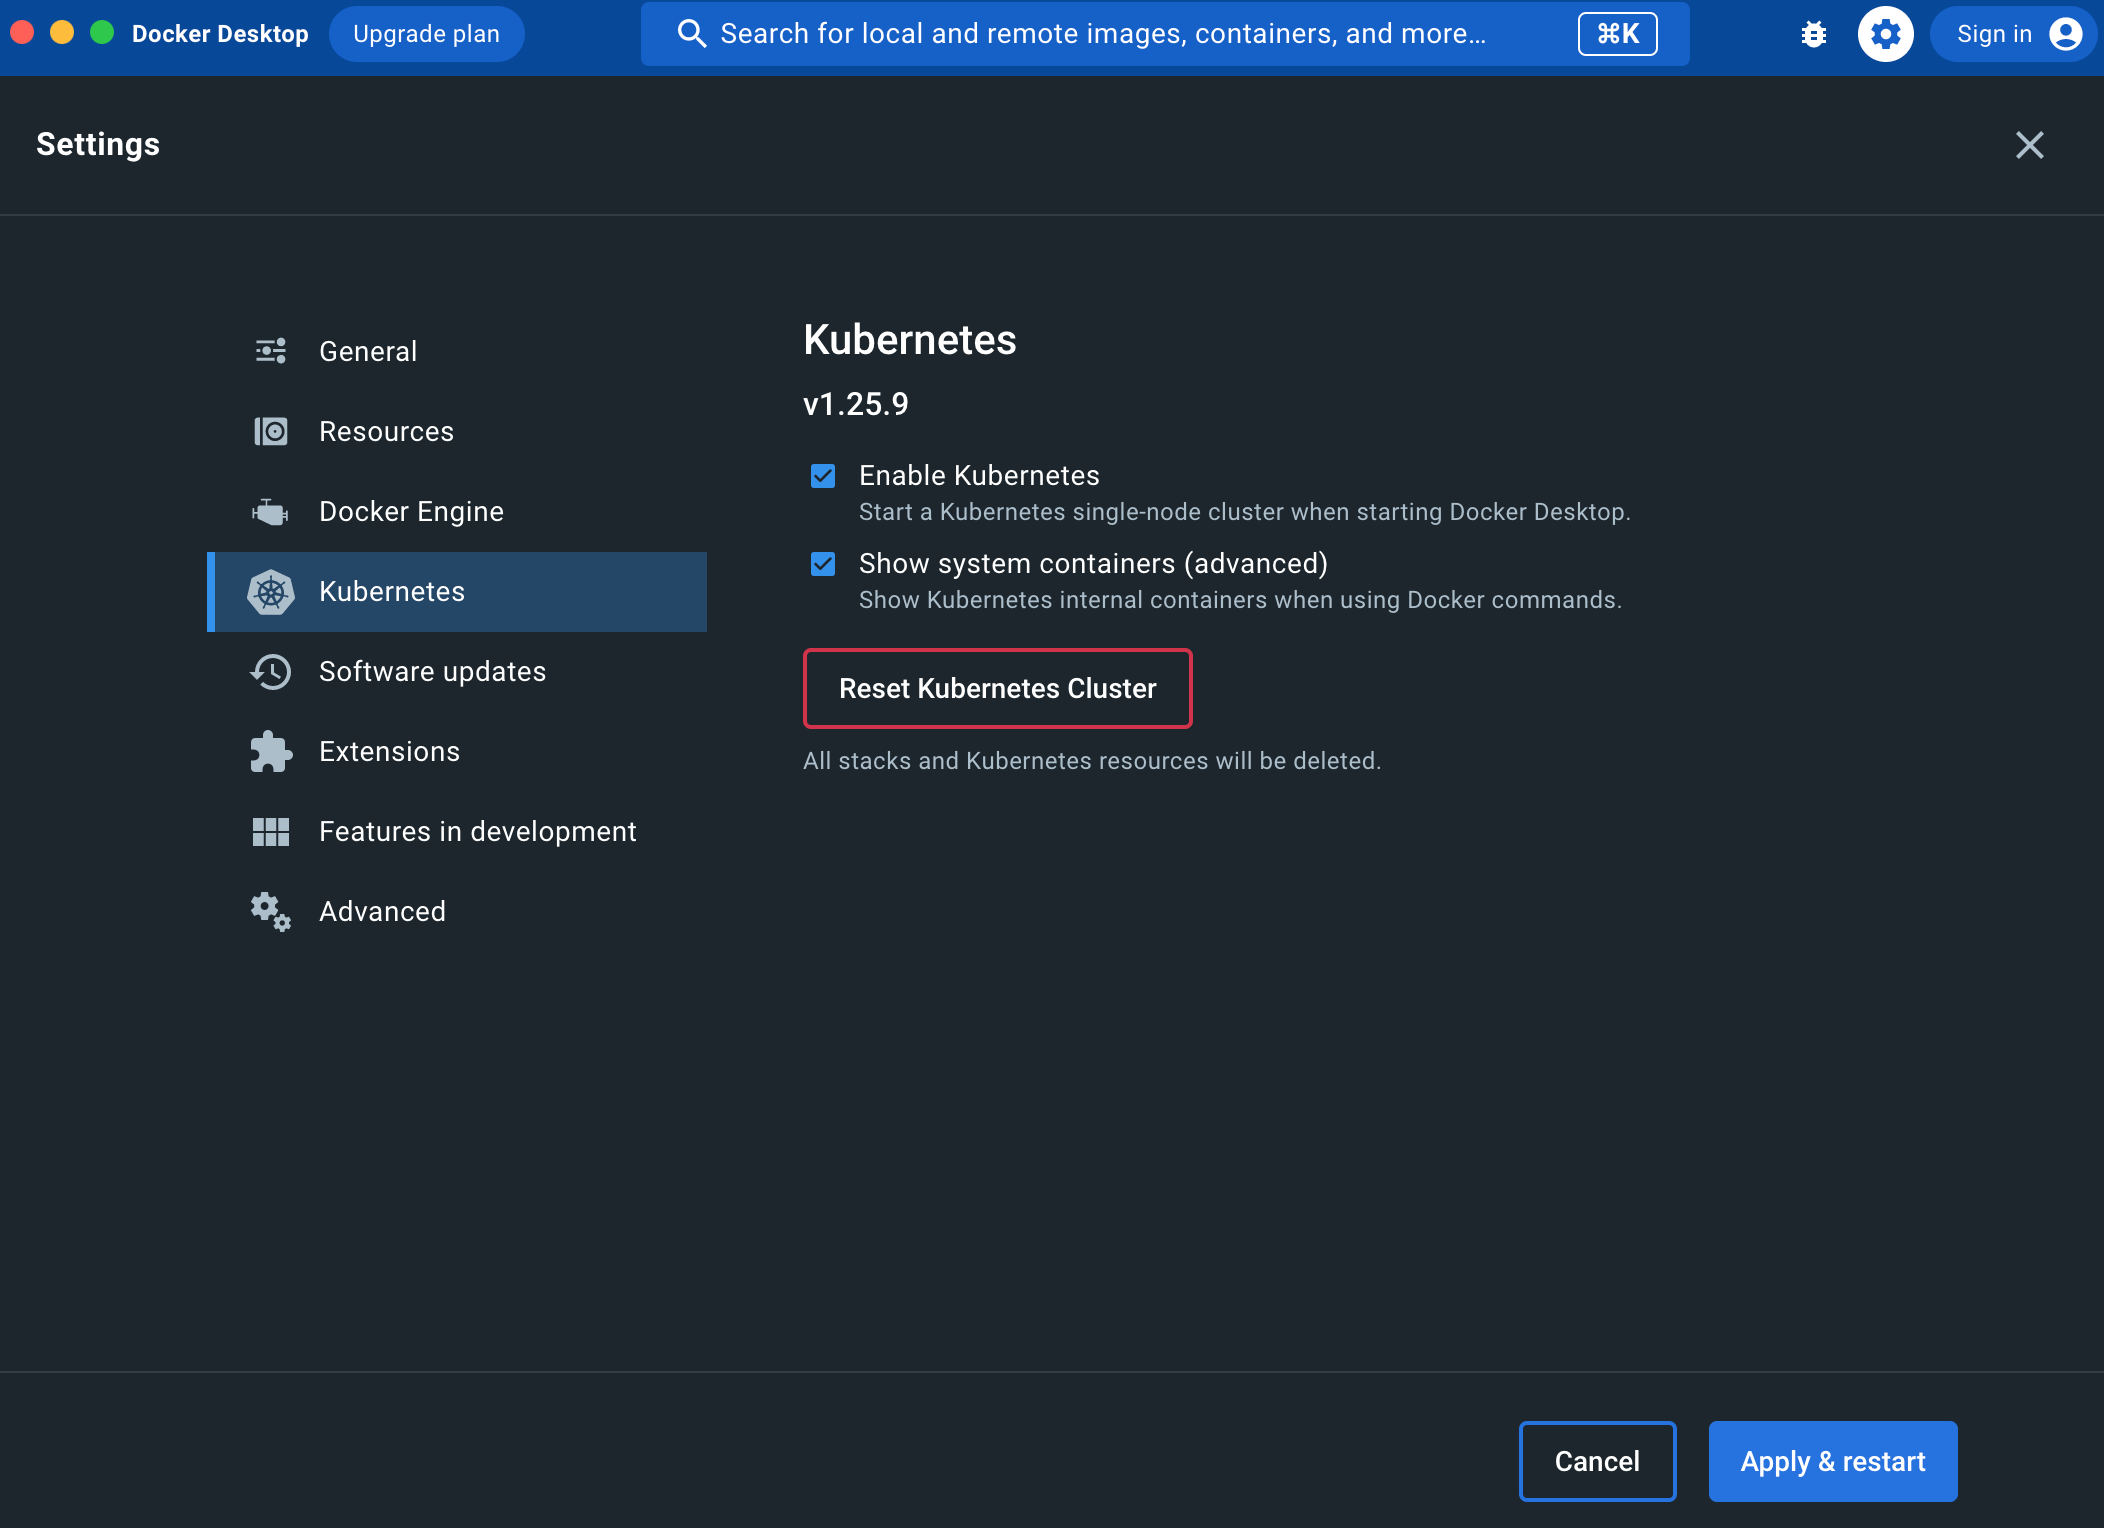 Docker Desktop
Upgrade plan
Search for local and remote images, containers, and more...
⌘K
Sign in
Settings
General
Resources
Docker Engine
Kubernetes
Software updates
Extensions
Features in development
Advanced
Kubernetes
v1.25.9
Enable Kubernetes
Start a Kubernetes single-node cluster when starting Docker Desktop.
Show system containers (advanced)
Show Kubernetes internal containers when using Docker commands.
Reset Kubernetes Cluster
All stacks and Kubernetes resources will be deleted.
Cancel
Apply & restart